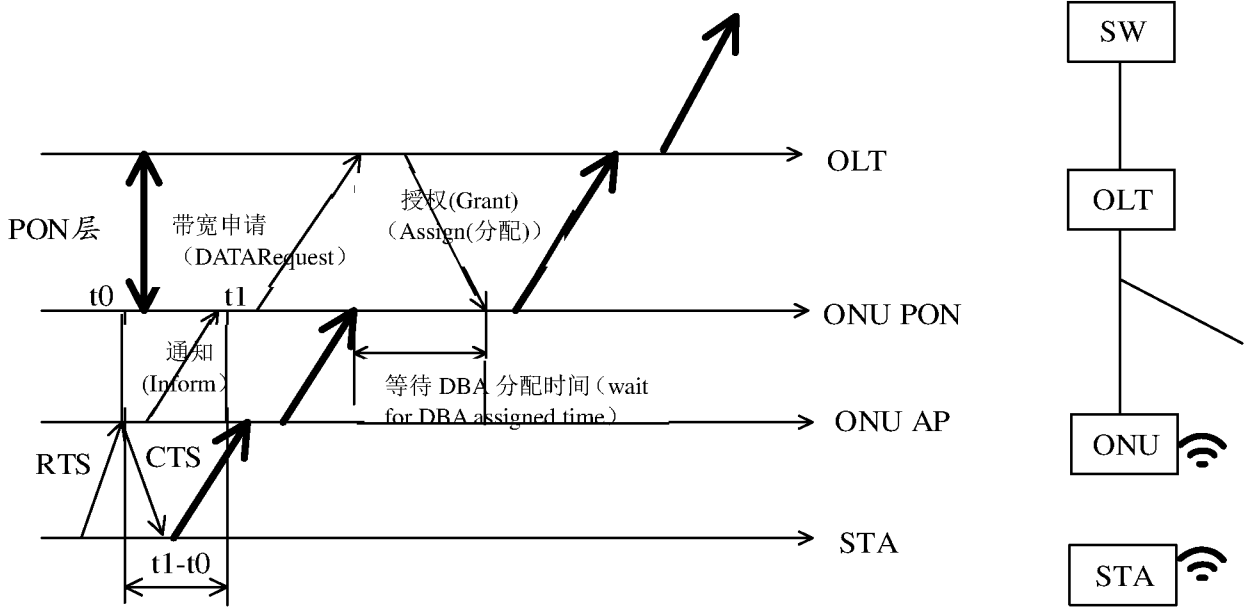 SW
OLT
OLT
授权(Grant)
（Assign(分配)）
带宽申请
（DATARequest）
PON层
t0
t1
ONU PON
通知
(Inform）
等待 DBA 分配时间（wait
for DBA assigned time）
ONU AP
ONU
RTS
CTS
STA
t1-t0
STA